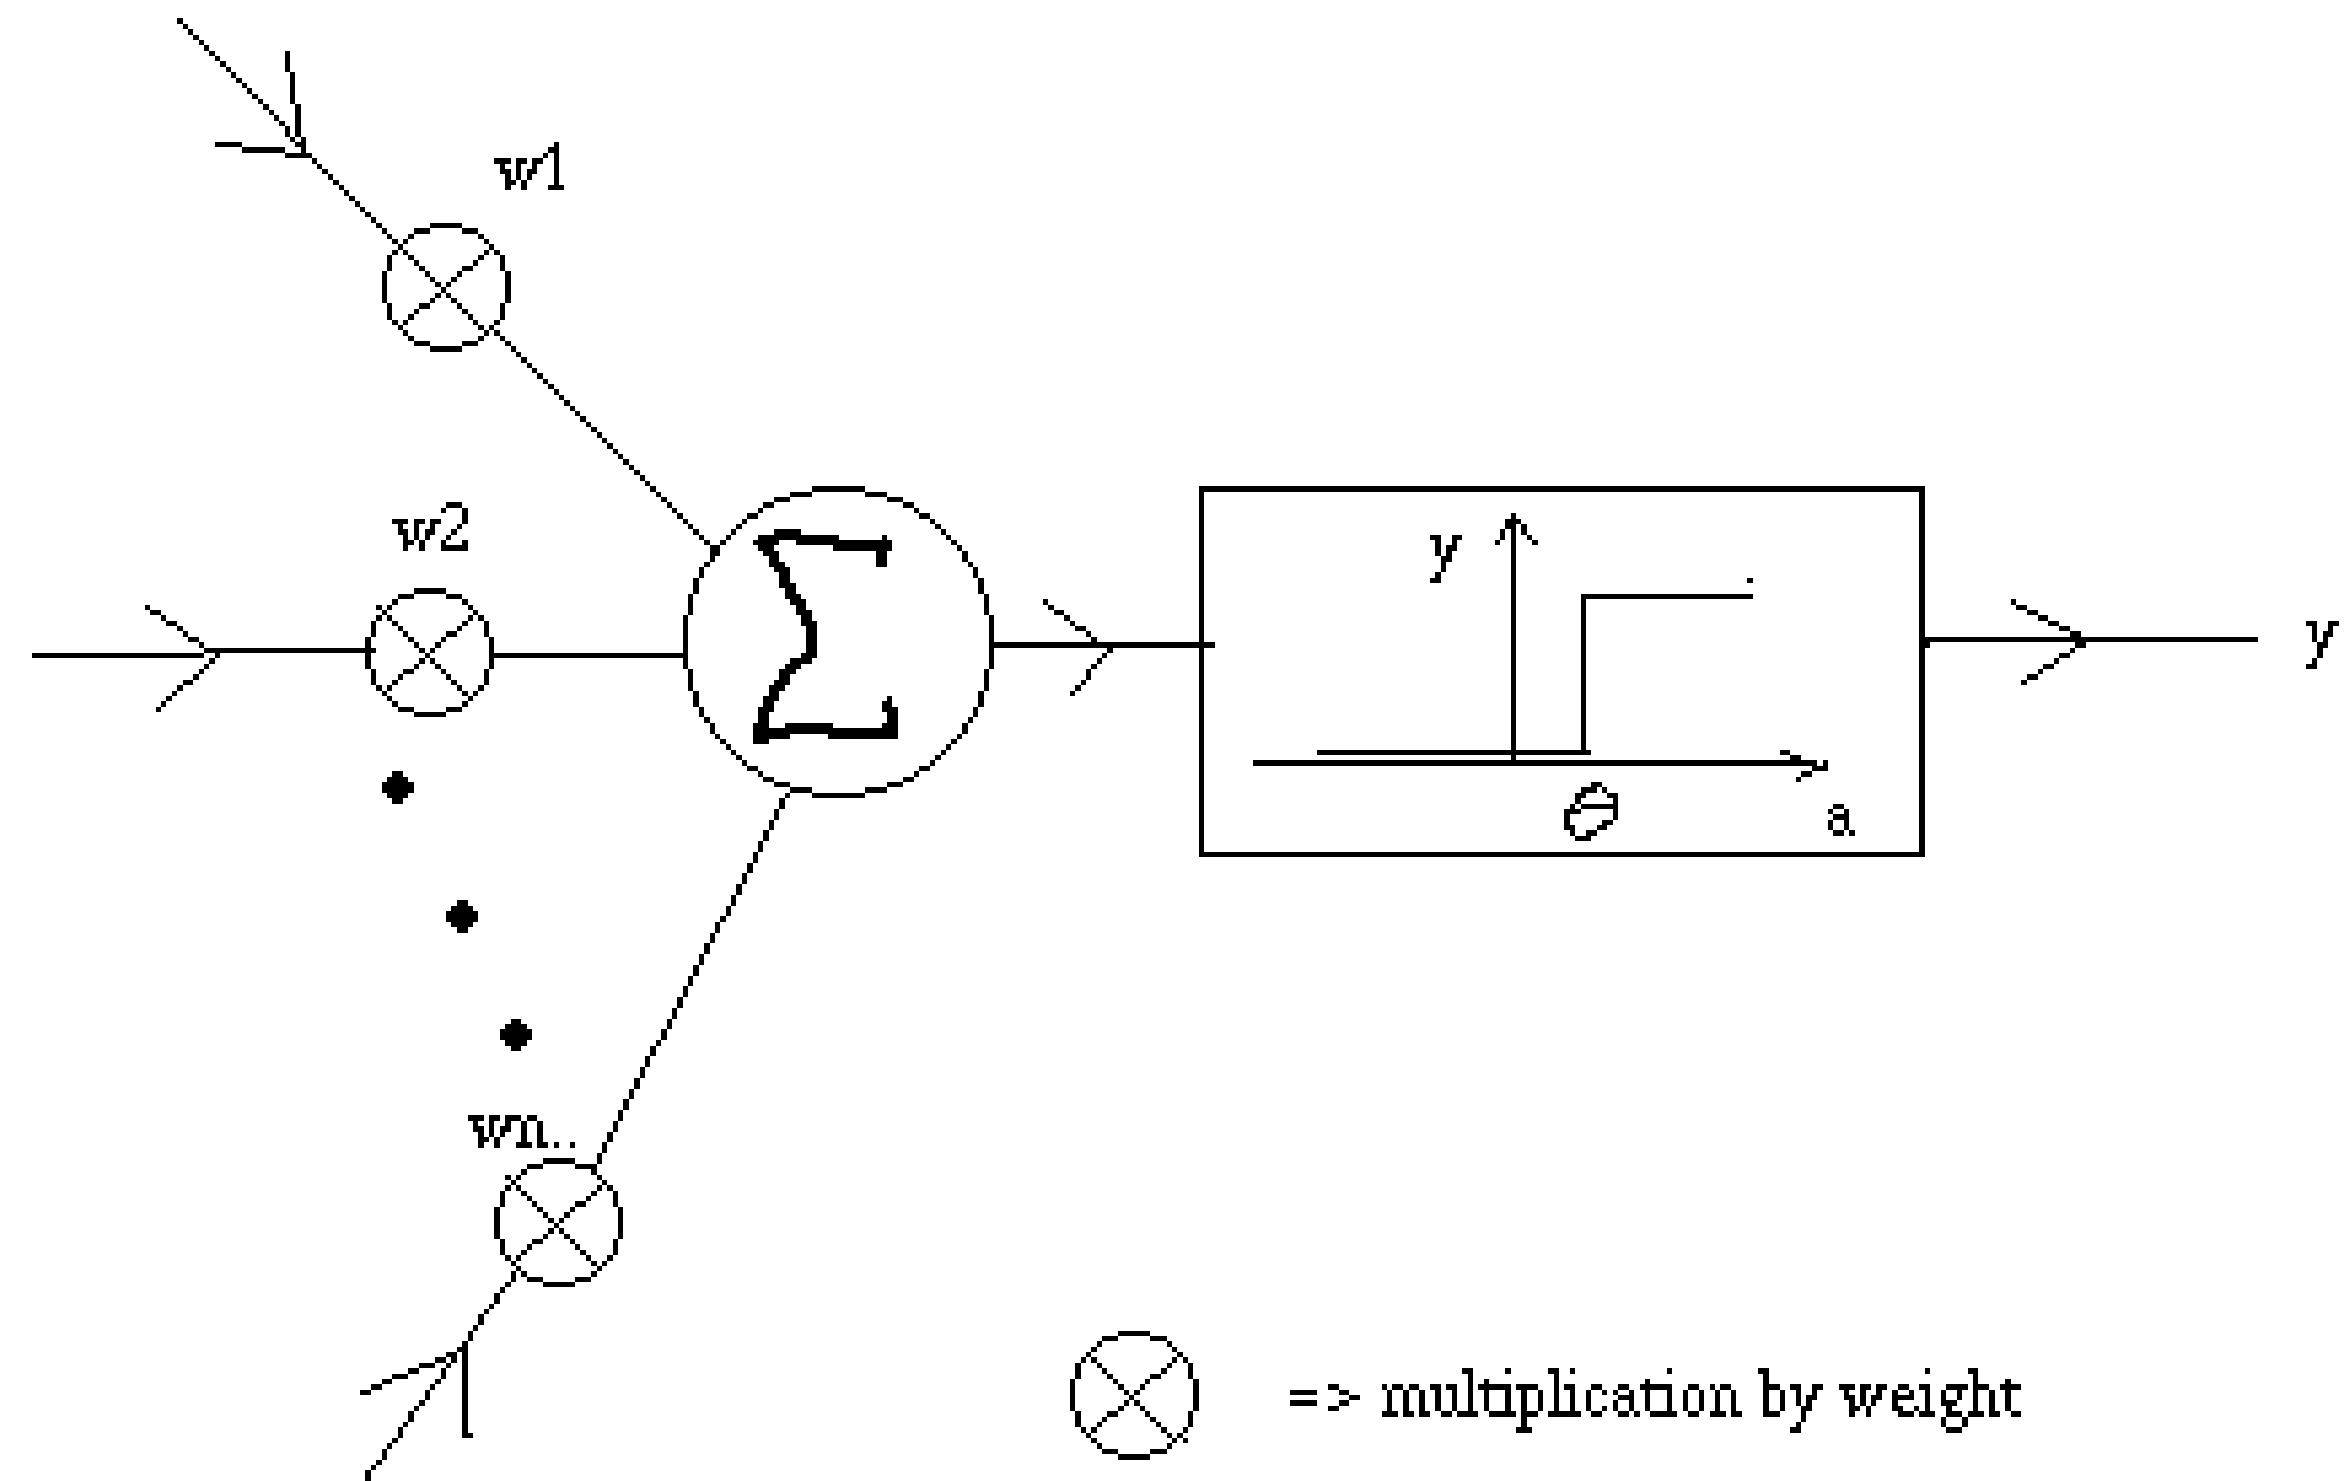 w1
w2
wn..
Σ
y
θ
a
y
=> multiplication by weight